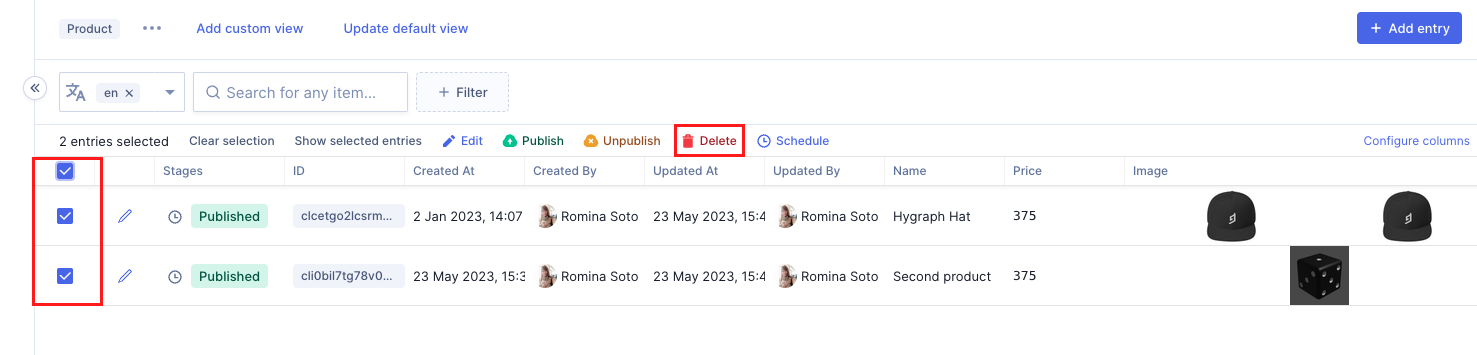 Product ••• Add custom view Update default view + Add entry
en × Search for any item... + Filter
2 entries selected Clear selection Show selected entries Edit Publish Unpublish Delete Schedule Configure columns
Stages ID Created At Created By Updated At Updated By Name Price Image
Published clcetgo2lcsrm... 2 Jan 2023, 14:07 Romina Soto 23 May 2023, 15:4 Romina Soto Hygraph Hat 375
Published cli0bil7tg78v0... 23 May 2023, 15:3 Romina Soto 23 May 2023, 15:4 Romina Soto Second product 375